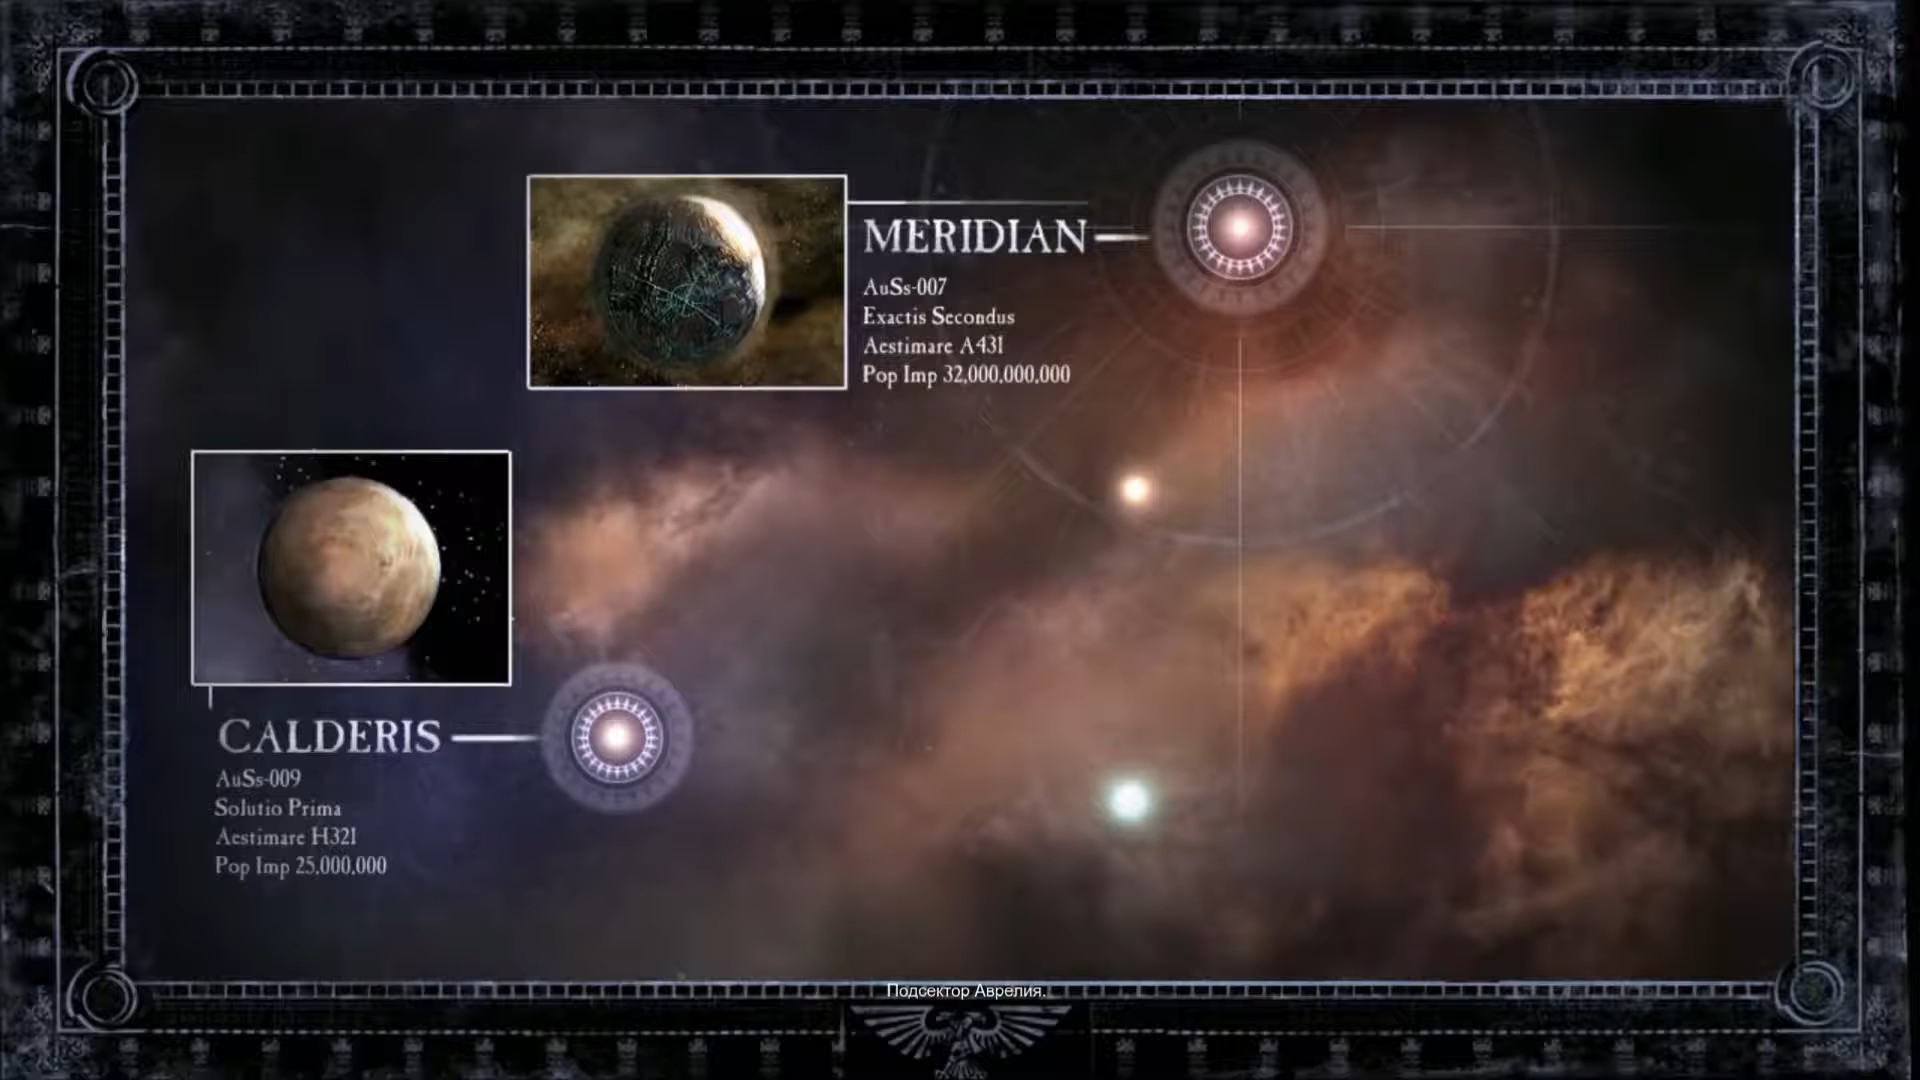 MERIDIAN
AuSs-007
Exactis Secondus
Aestimare A431
Pop Imp 32,000,000,000
CALDERIS
AuSs-009
Solutio Prima
Aestimare H321
Pop Imp 25,000,000
Подсектор Аврелия.